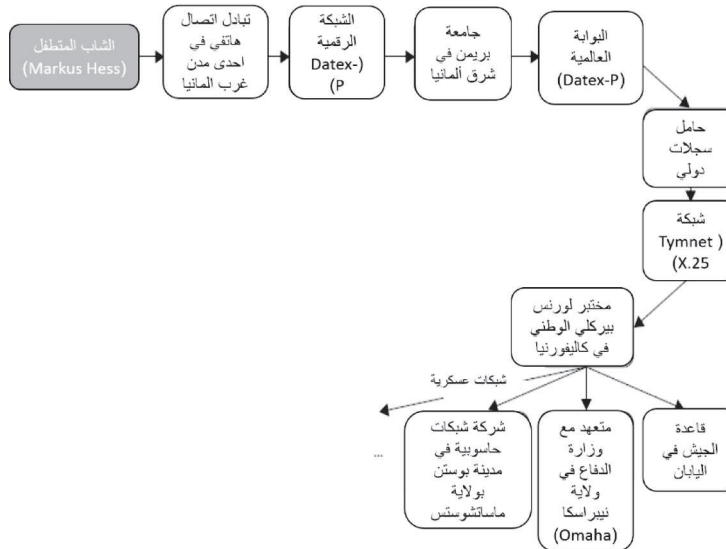 الشاب المتطفل
(Markus Hess)
تبادل اتصال
هاتفي في
احدى مدن
غرب المانيا
الشبكة
الرقمية
Datex-)
(P
جامعة
بريمن في
شرق ألمانيا
البوابة
العالمية
(Datex-P)
حامل
سجلات
دولي
شبكة
Tymnet )
(X.25
مختبر لورنس
بيركلي الوطني
في كاليفورنيا
شبكات عسكرية
...
شركة شبكات
حاسوبية في
مدينة بوستن
بولاية
ماساتشوستس
متعهد مع
وزارة
الدفاع في
ولاية
نيبراسكا
(Omaha)
قاعدة
الجيش في
اليابان